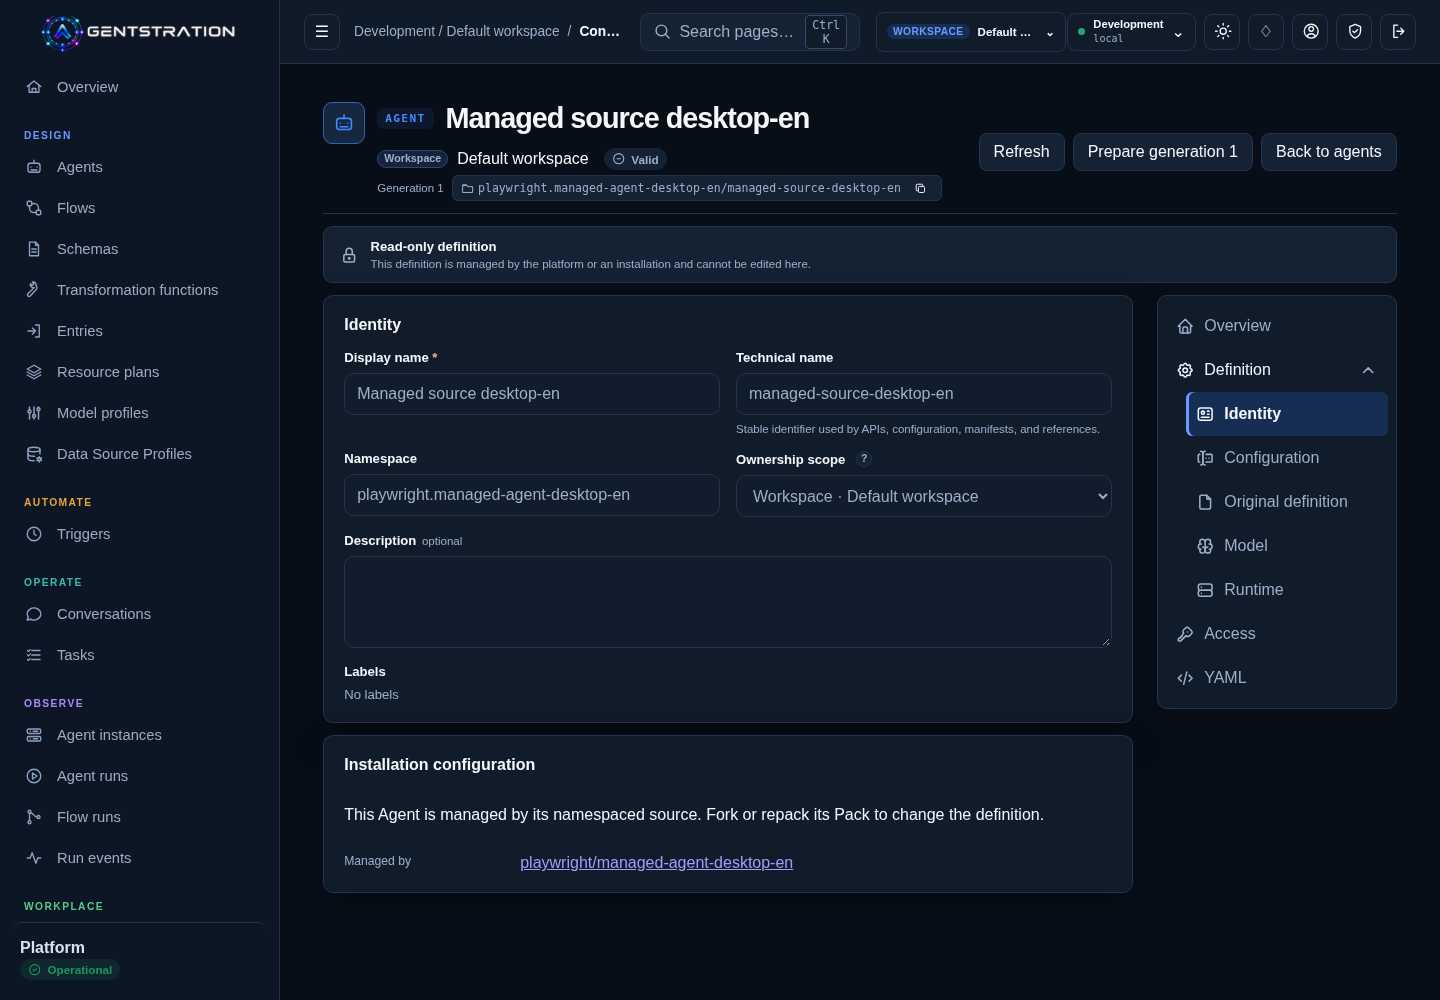 GENTSTRATION
☰
Development / Default workspace / Con…
Search pages…
Ctrl K
WORKSPACE Default …
Development
local
Overview
DESIGN
Agents
Flows
Schemas
Transformation functions
Entries
Resource plans
Model profiles
Data Source Profiles
AUTOMATE
Triggers
OPERATE
Conversations
Tasks
OBSERVE
Agent instances
Agent runs
Flow runs
Run events
WORKPLACE
Platform
Operational
AGENT Managed source desktop-en
Workspace Default workspace Valid
Generation 1 playwright.managed-agent-desktop-en/managed-source-desktop-en
Refresh
Prepare generation 1
Back to agents
Read-only definition
This definition is managed by the platform or an installation and cannot be edited here.
Identity
Display name *
Managed source desktop-en
Technical name
managed-source-desktop-en
Stable identifier used by APIs, configuration, manifests, and references.
Namespace
playwright.managed-agent-desktop-en
Ownership scope ?
Workspace · Default workspace
Description optional
Labels
No labels
Installation configuration
This Agent is managed by its namespaced source. Fork or repack its Pack to change the definition.
Managed by playwright/managed-agent-desktop-en
Overview
Definition
Identity
Configuration
Original definition
Model
Runtime
Access
YAML